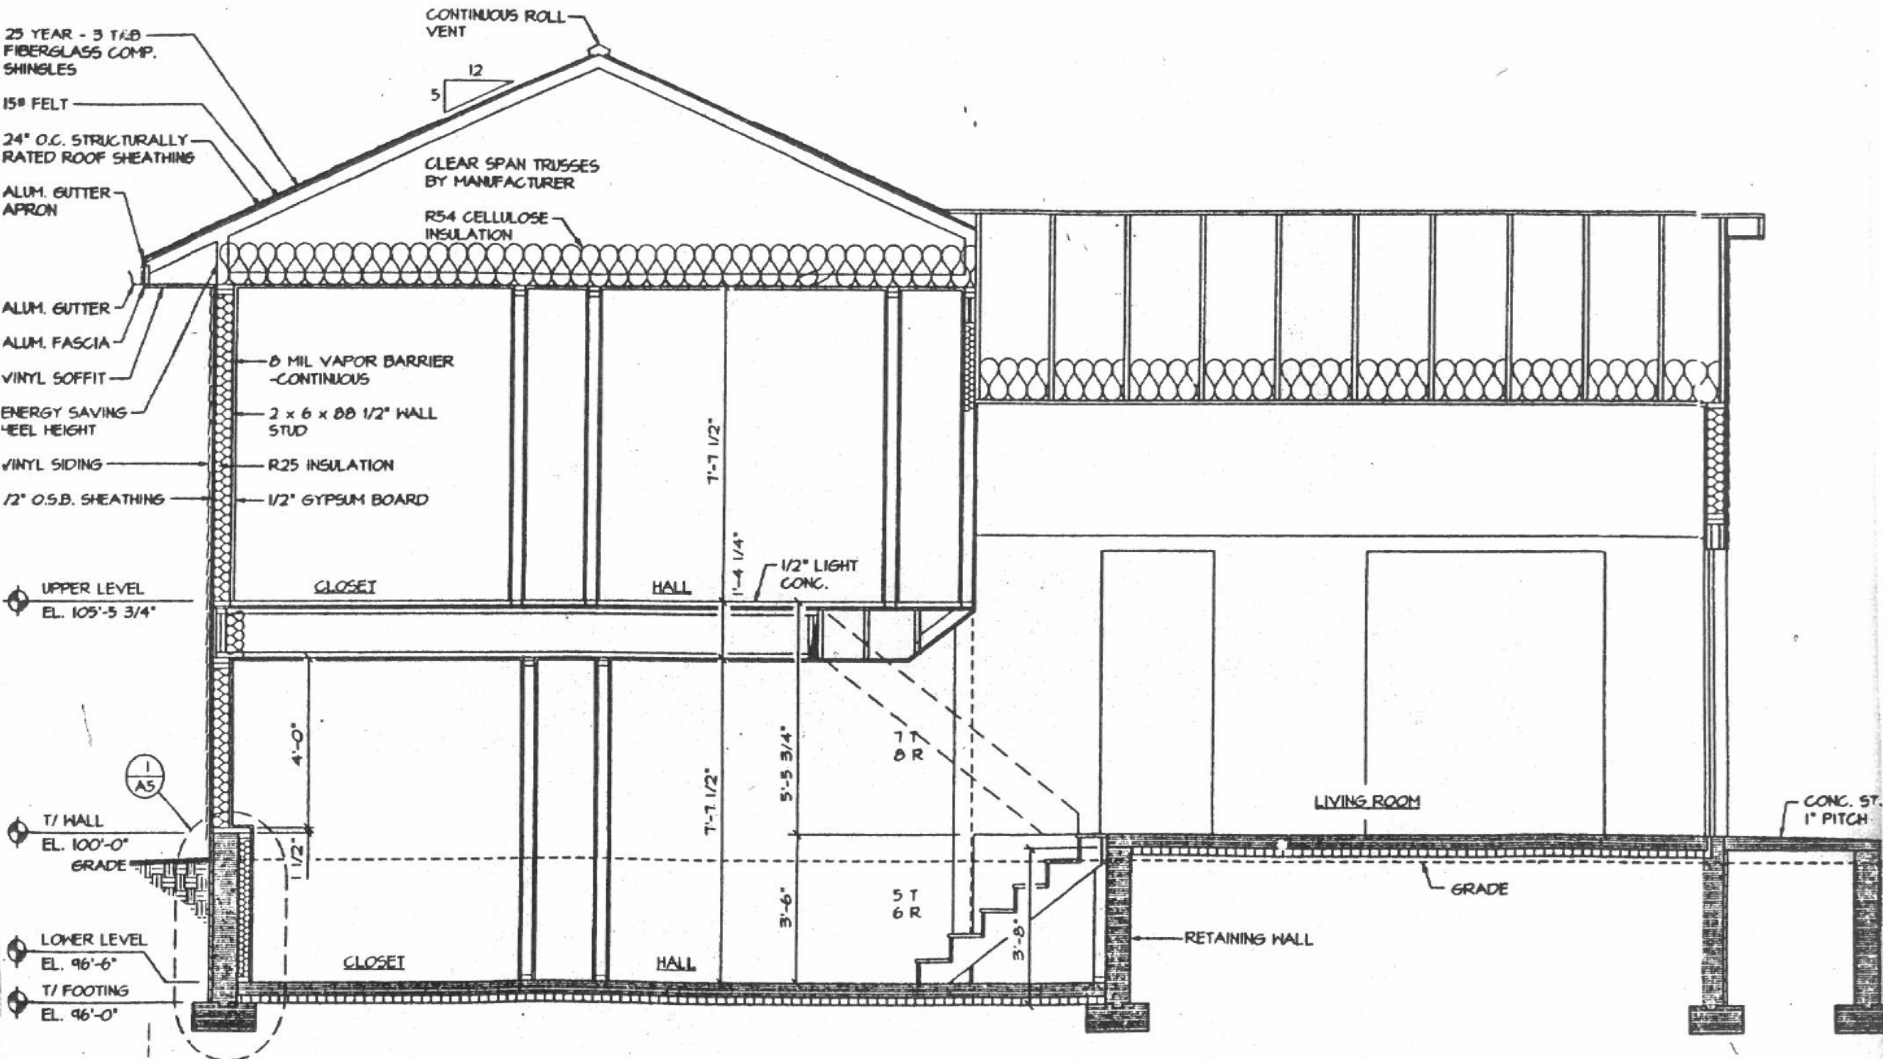 CONTINUOUS ROLL
VENT
25 YEAR - 3 TAB
FIBERGLASS COMP.
SHINGLES
12
5
15# FELT
24" O.C. STRUCTURALLY
RATED ROOF SHEATHING
CLEAR SPAN TRUSSES
BY MANUFACTURER
ALUM. GUTTER
APRON
R54 CELLULOSE
INSULATION
ALUM. GUTTER
ALUM. FASCIA
8 MIL VAPOR BARRIER
-CONTINUOUS
VINYL SOFFIT
ENERGY SAVING
HEEL HEIGHT
2 x 6 x 88 1/2" WALL
STUD
7'-7 1/2"
VINYL SIDING
R25 INSULATION
/2" O.S.B. SHEATHING
1/2" GYPSUM BOARD
1'-4 1/4"
1/2" LIGHT
CONC.
UPPER LEVEL
EL. 105'-5 3/4"
CLOSET
HALL
4'-0"
7'-7 1/2"
5'-5 3/4"
7 T
8 R
1
A5
LIVING ROOM
CONC. ST.
1" PITCH
T/ WALL
EL. 100'-0"
GRADE
1 1/2"
GRADE
3'-6"
5 T
6 R
3'-8"
RETAINING WALL
LOWER LEVEL
EL. 96'-6"
CLOSET
HALL
T/ FOOTING
EL. 96'-0"